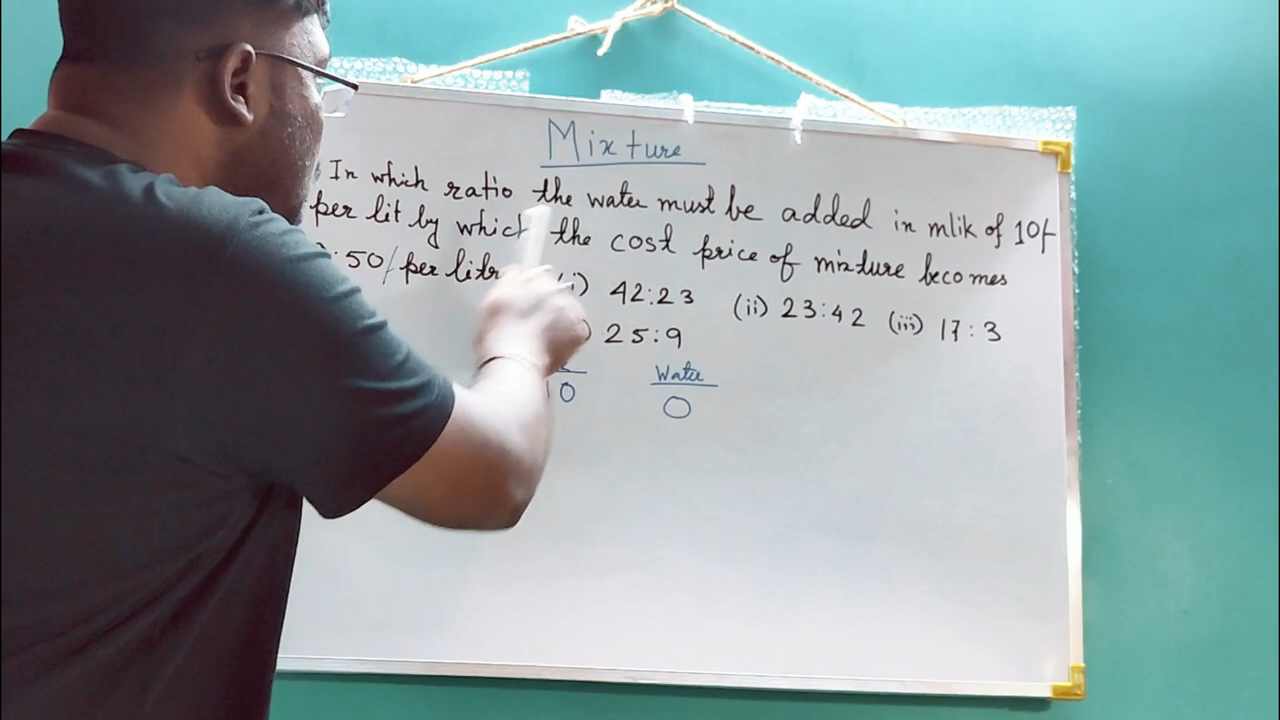 Mixture
In which ratio the water must be added in mlik of 10/-
per lit by which the cost price of mixture becomes
50/ per litr (i) 42:23 (ii) 23:42 (iii) 17:3
25:9
Water
10 0